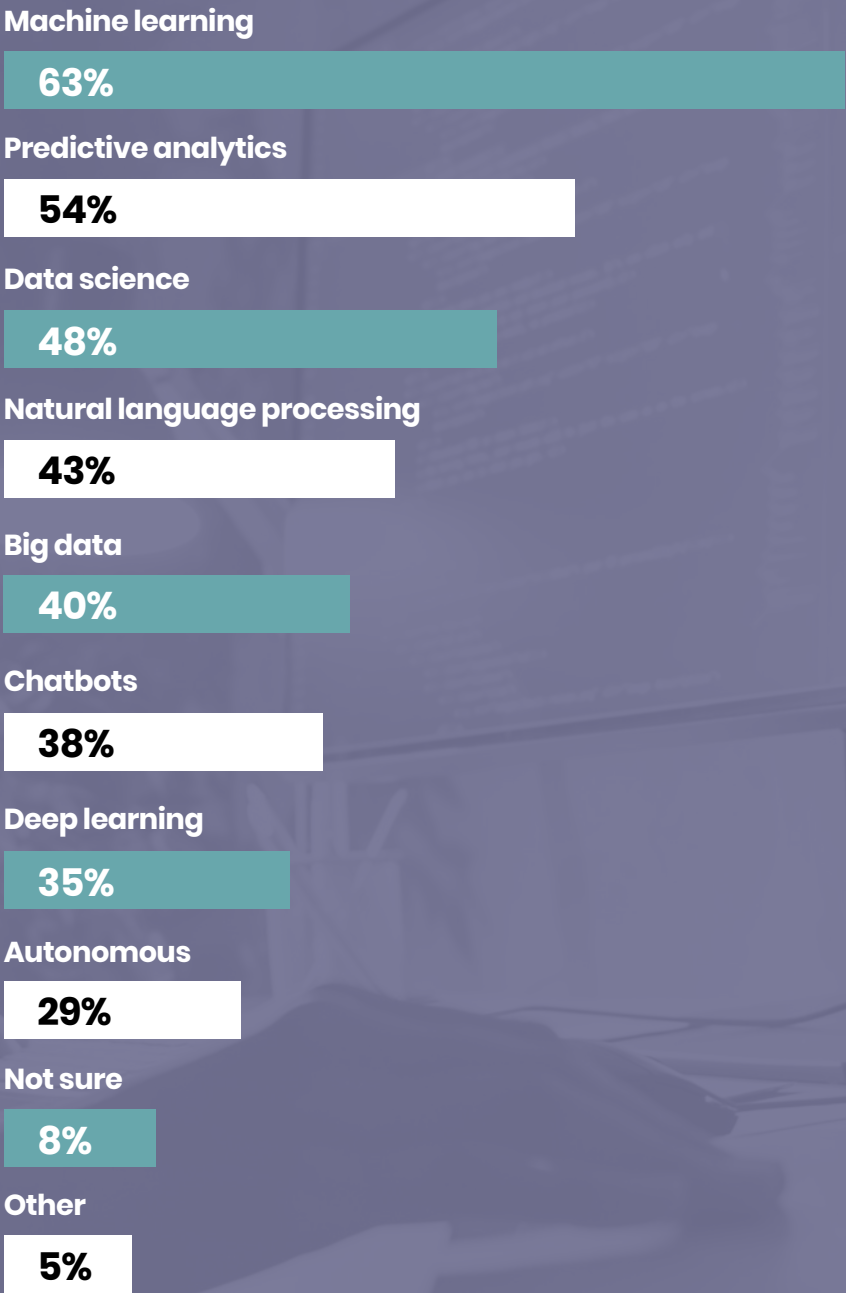 Machine learning
63%
Predictive analytics
54%
Data science
48%
Natural language processing
43%
Big data
40%
Chatbots
38%
Deep learning
35%
Autonomous
29%
Not sure
8%
Other
5%